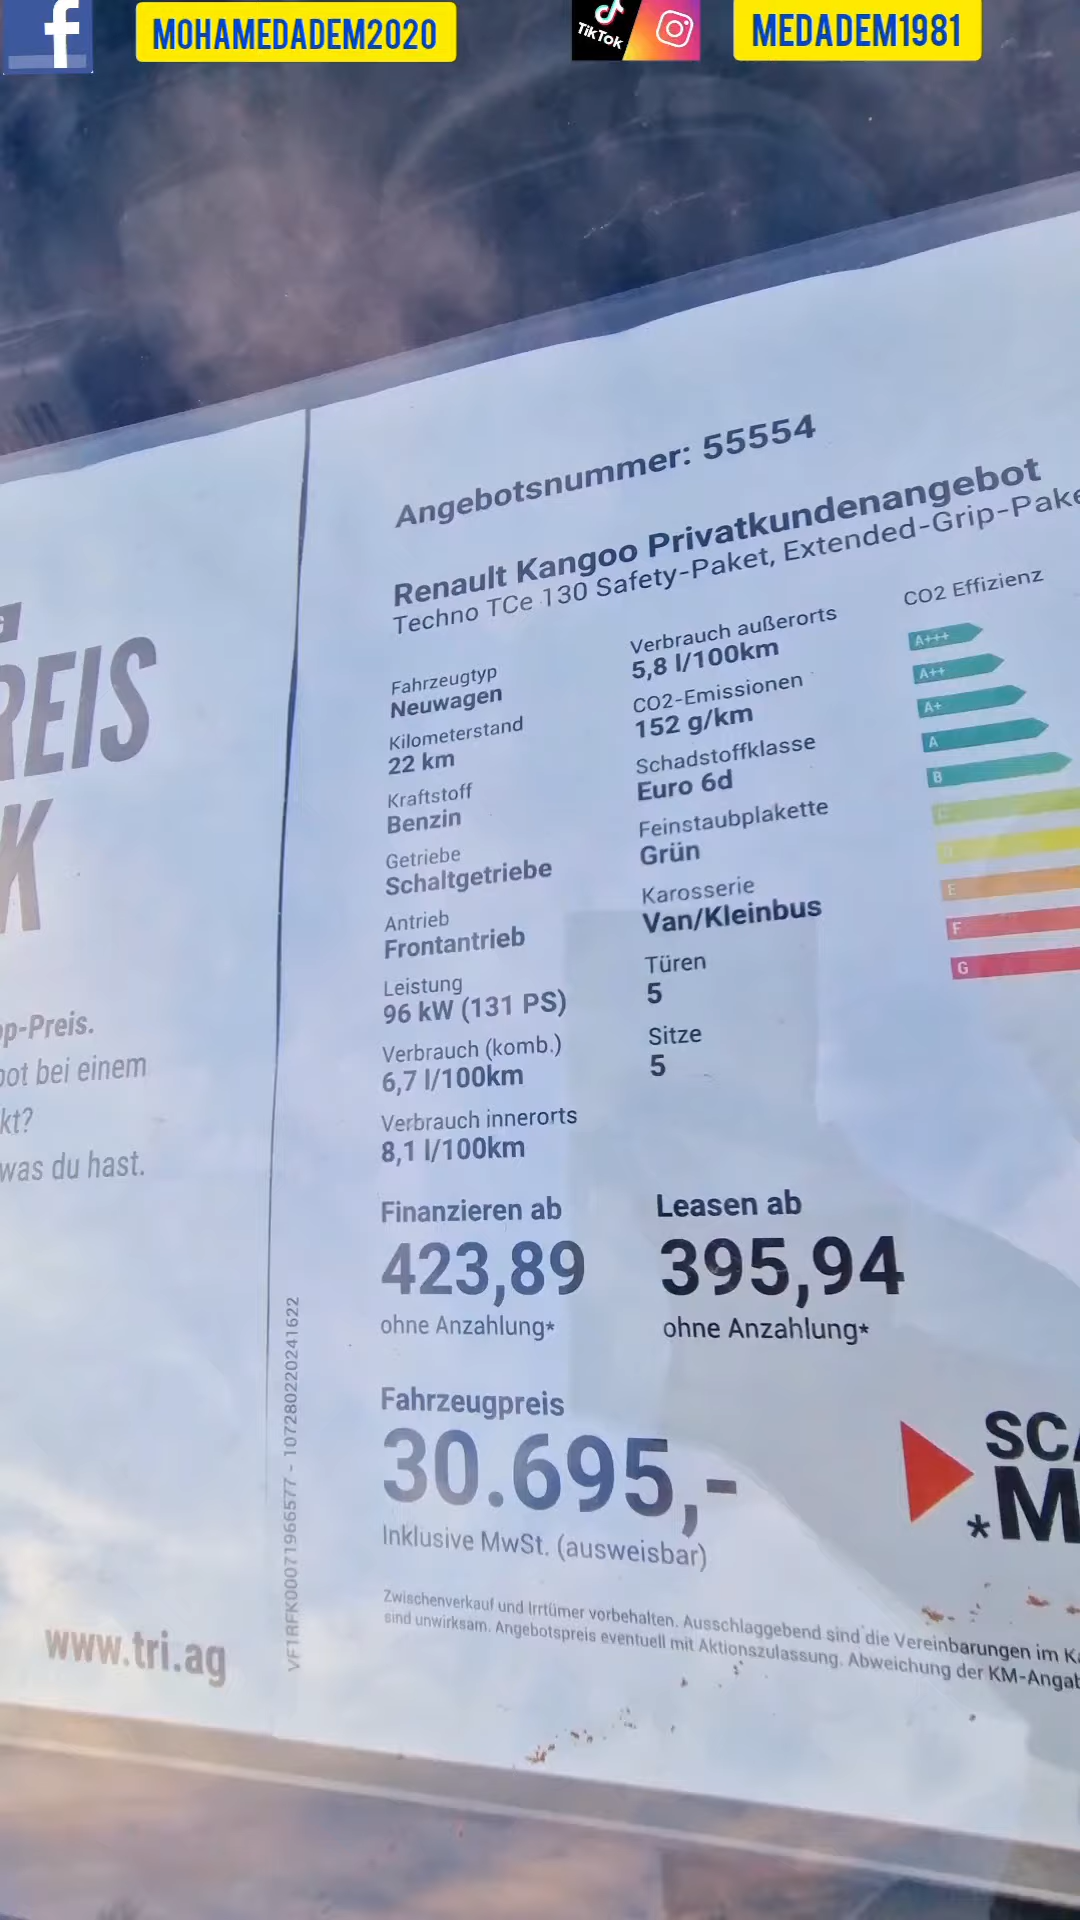 MOHAMEDADEM2020
TikTok
MEDADEM1981
REIS
K
pp-Preis.
bot bei einem
kt?
was du hast.
www.tri.ag
VF1RFK00071966577 - 107280220241622
Angebotsnummer: 55554
Renault Kangoo Privatkundenangebot
Techno TCe 130 Safety-Paket, Extended-Grip-Pake
Fahrzeugtyp
Neuwagen
Kilometerstand
22 km
Kraftstoff
Benzin
Getriebe
Schaltgetriebe
Antrieb
Frontantrieb
Leistung
96 kW (131 PS)
Verbrauch (komb.)
6,7 l/100km
Verbrauch innerorts
8,1 l/100km
Verbrauch außerorts
5,8 l/100km
CO2-Emissionen
152 g/km
Schadstoffklasse
Euro 6d
Feinstaubplakette
Grün
Karosserie
Van/Kleinbus
Türen
5
Sitze
5
CO2 Effizienz
A+++
A++
A+
A
B
C
D
E
F
G
Finanzieren ab
423,89
ohne Anzahlung*
Leasen ab
395,94
ohne Anzahlung*
Fahrzeugpreis
30.695,-
Inklusive MwSt. (ausweisbar)
SCA
*M
Zwischenverkauf und Irrtümer vorbehalten. Ausschlaggebend sind die Vereinbarungen im Ka
sind unwirksam. Angebotspreis eventuell mit Aktionszulassung. Abweichung der KM-Angab